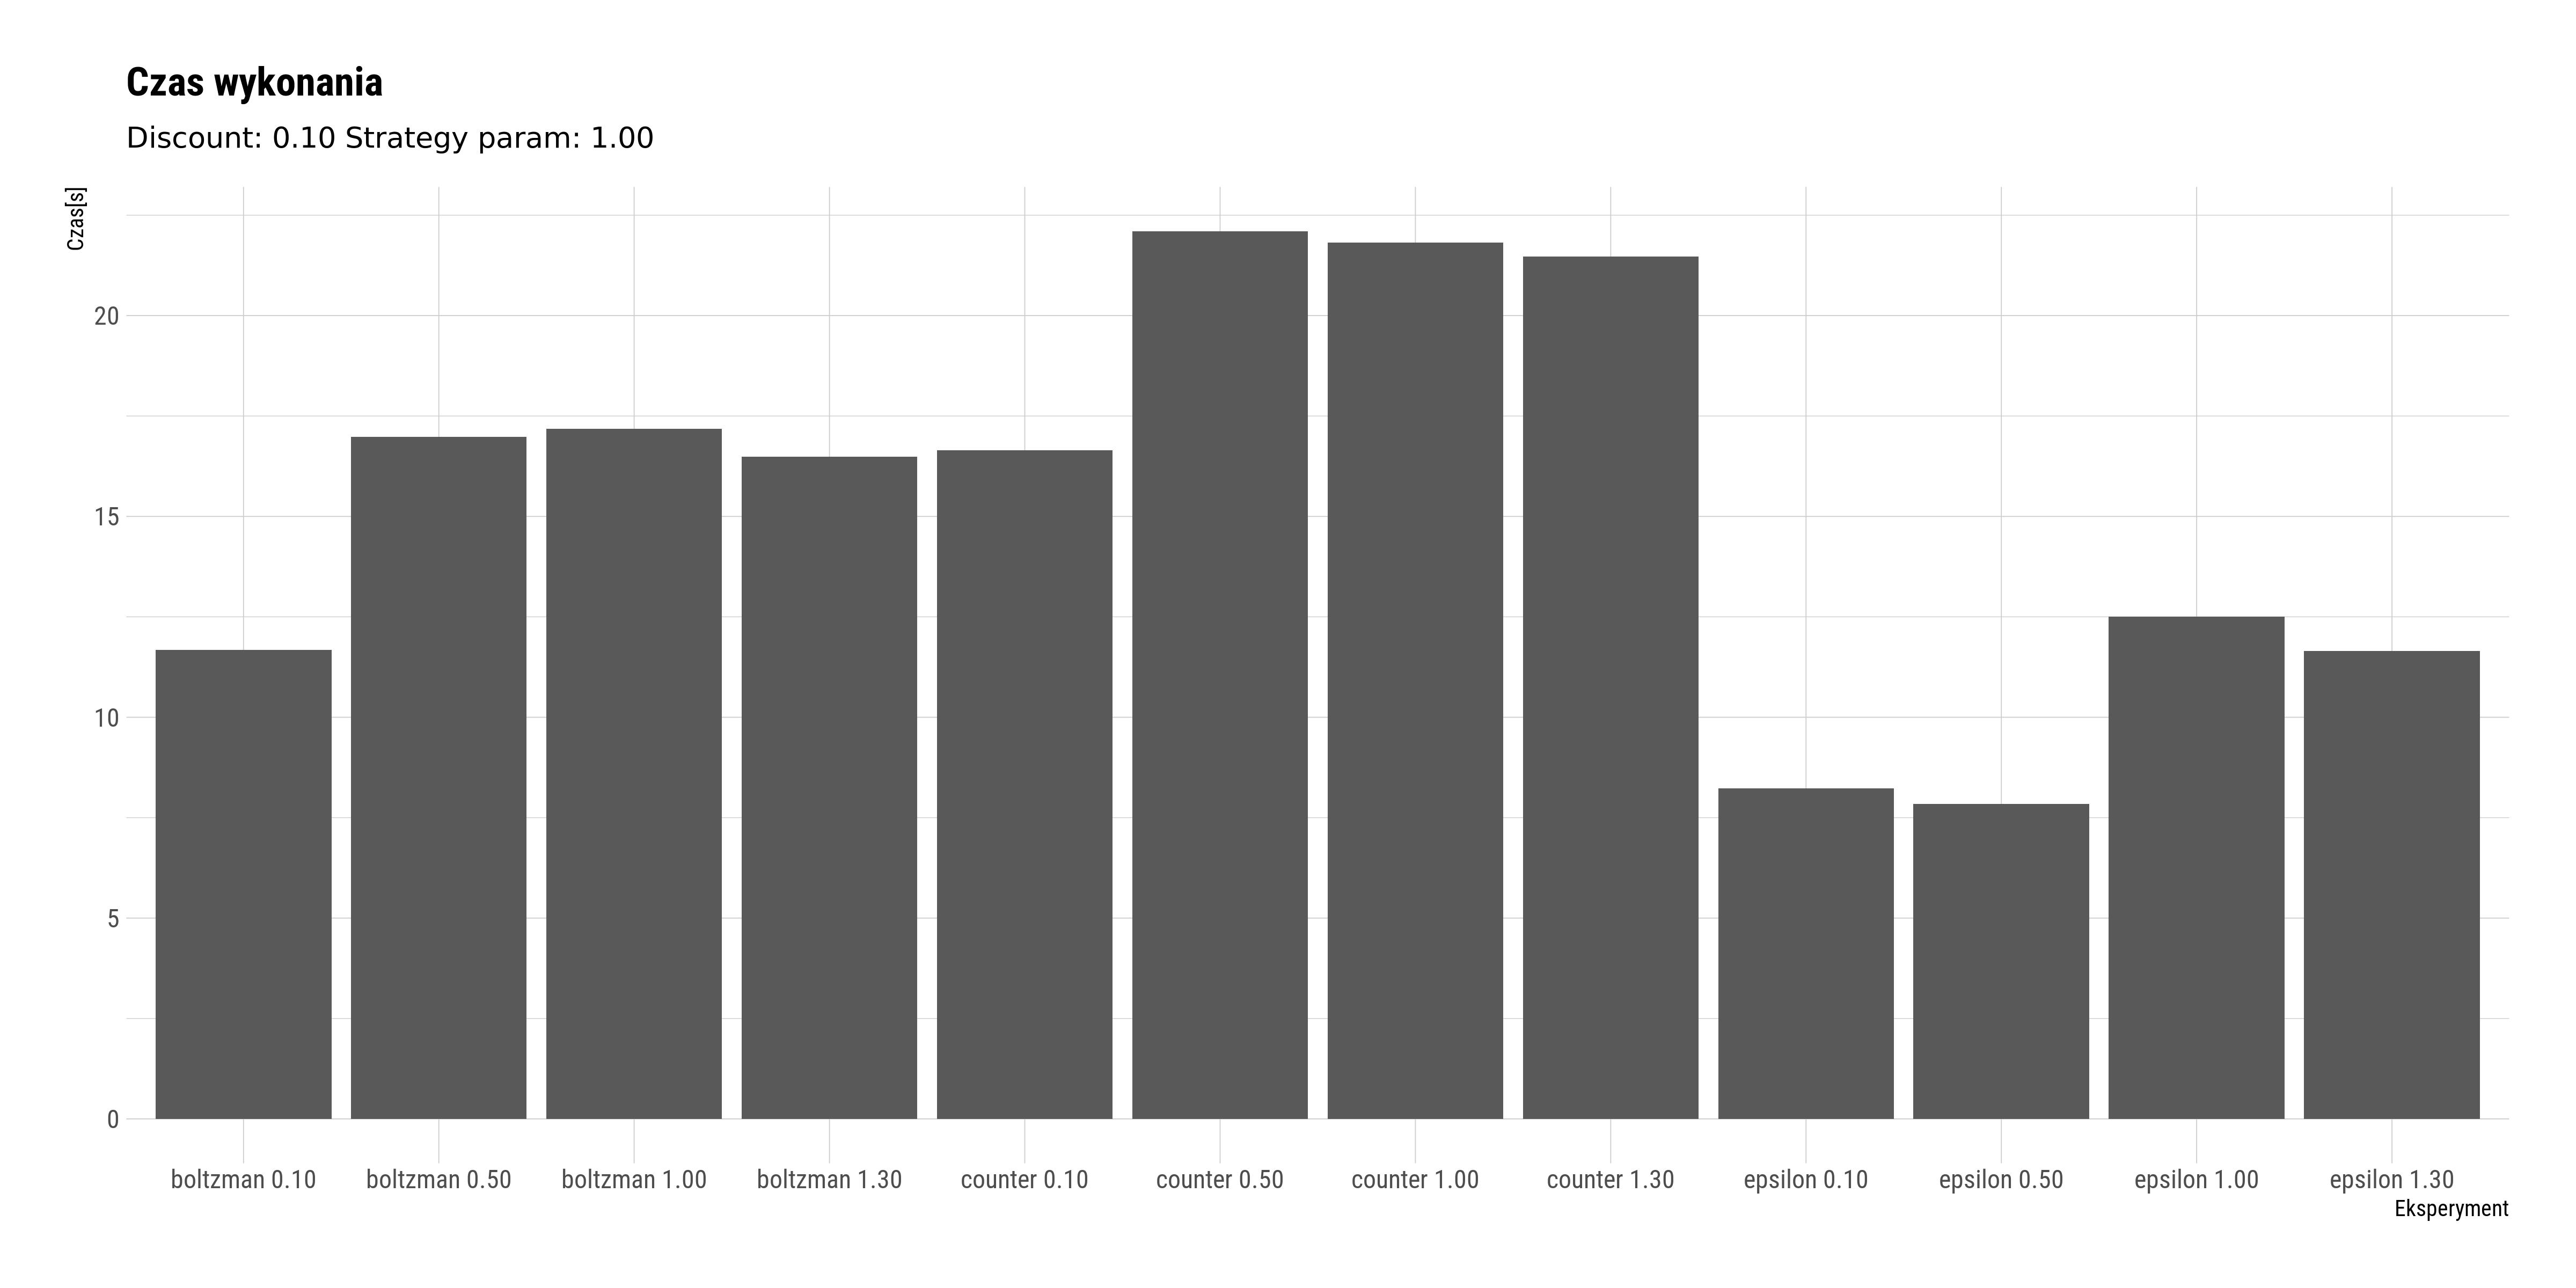 Czas wykonania
Discount: 0.10 Strategy param: 1.00
Czas[s]
20
15
10
5
0
boltzman 0.10 boltzman 0.50 boltzman 1.00 boltzman 1.30 counter 0.10 counter 0.50 counter 1.00 counter 1.30 epsilon 0.10 epsilon 0.50 epsilon 1.00 epsilon 1.30
Eksperyment